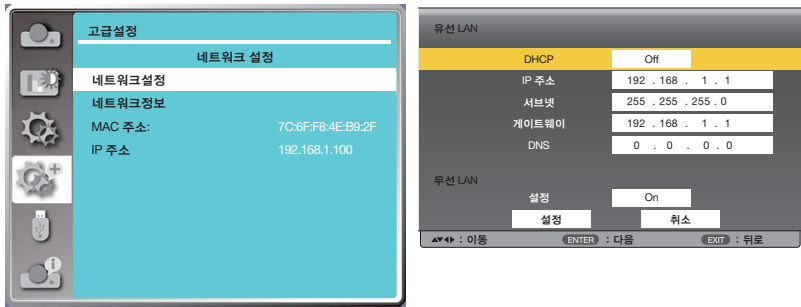 고급설정
네트워크 설정
네트워크설정
네트워크정보
MAC 주소: 7C:6F:F8:4E:B9:2F
IP 주소 192.168.1.100
유선 LAN
DHCP Off
IP 주소 192 . 168 . 1 . 1
서브넷 255 . 255 . 255 . 0
게이트웨이 192 . 168 . 1 . 1
DNS 0 . 0 . 0 . 0
무선 LAN
설정 On
설정 취소
▲▼◀▶ : 이동 ENTER : 다음 EXIT : 뒤로